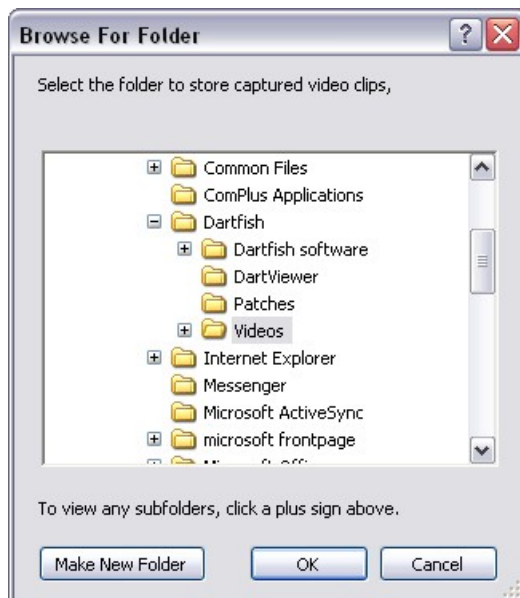 Browse For Folder
Select the folder to store captured video clips,
Common Files
ComPlus Applications
Dartfish
Dartfish software
DartViewer
Patches
Videos
Internet Explorer
Messenger
Microsoft ActiveSync
microsoft frontpage
To view any subfolders, click a plus sign above.
Make New Folder OK Cancel